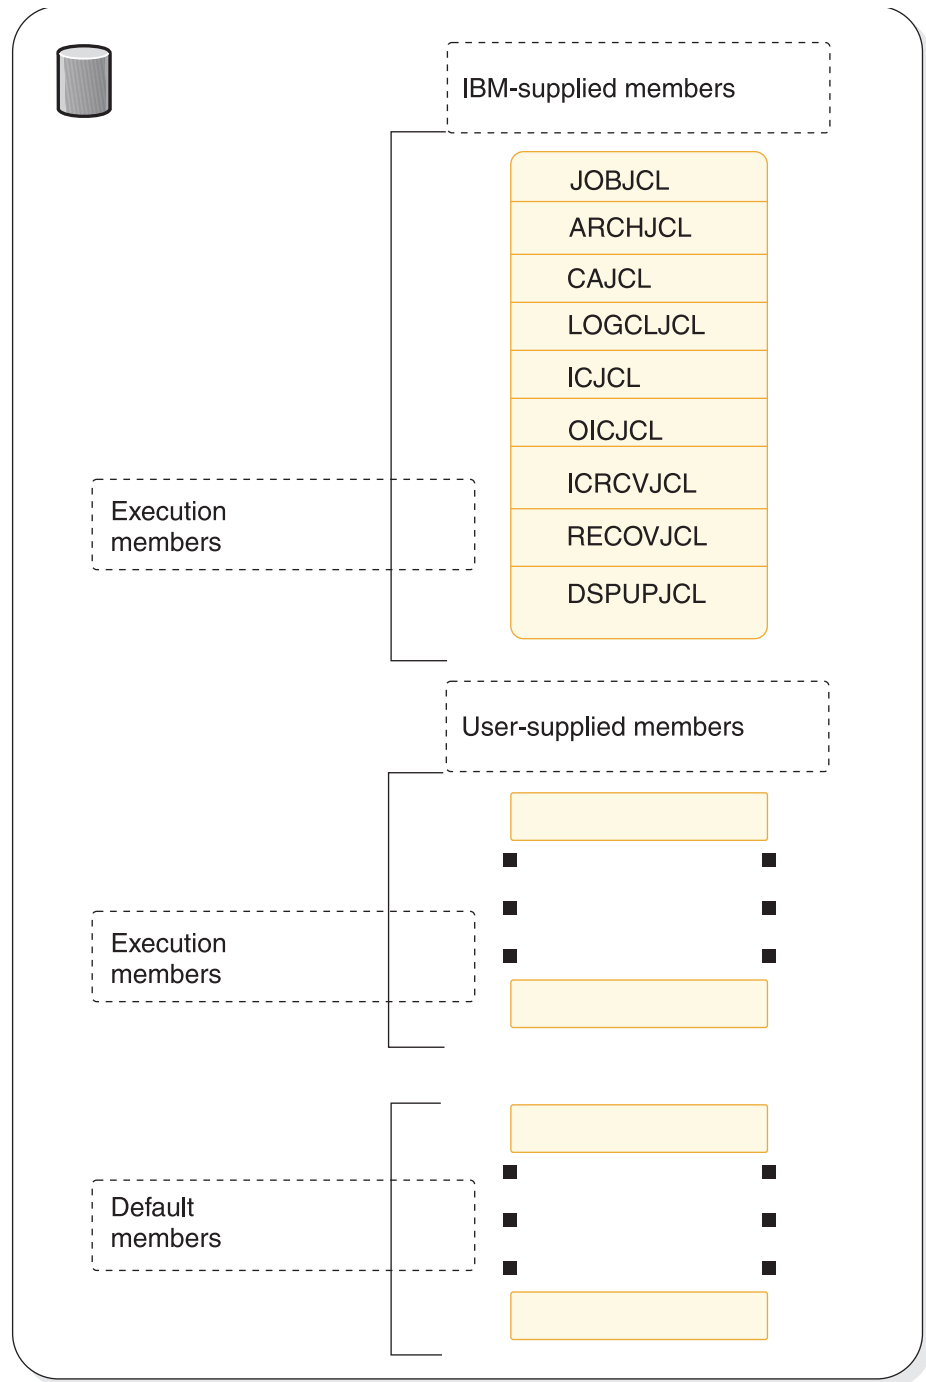 IBM-supplied members
JOBJCL
ARCHJCL
CAJCL
LOGCLJCL
ICJCL
OICJCL
ICRCVJCL
RECOVJCL
DSPUPJCL
Execution
members
User-supplied members
Execution
members
Default
members